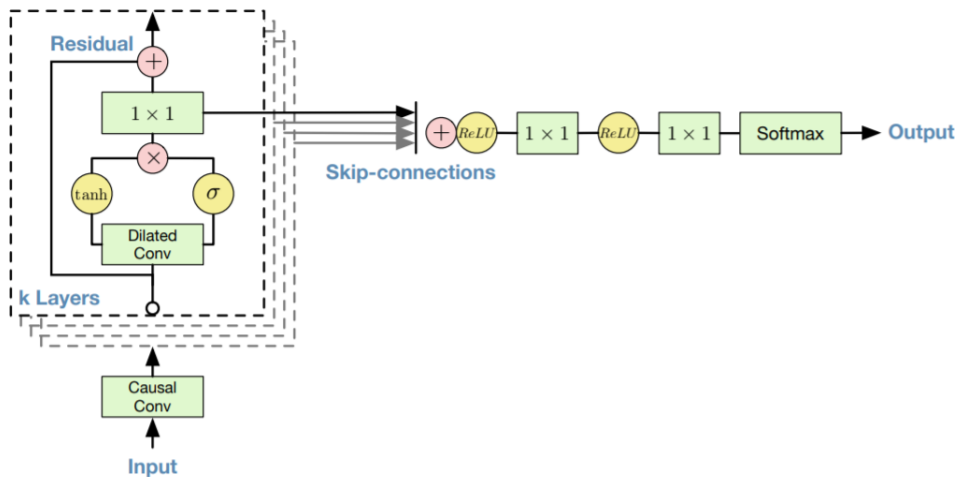 Residual
+
1 × 1
×
tanh
σ
Dilated
Conv
k Layers
Causal
Conv
Input
Skip-connections
+
ReLU
1 × 1
ReLU
1 × 1
Softmax
Output